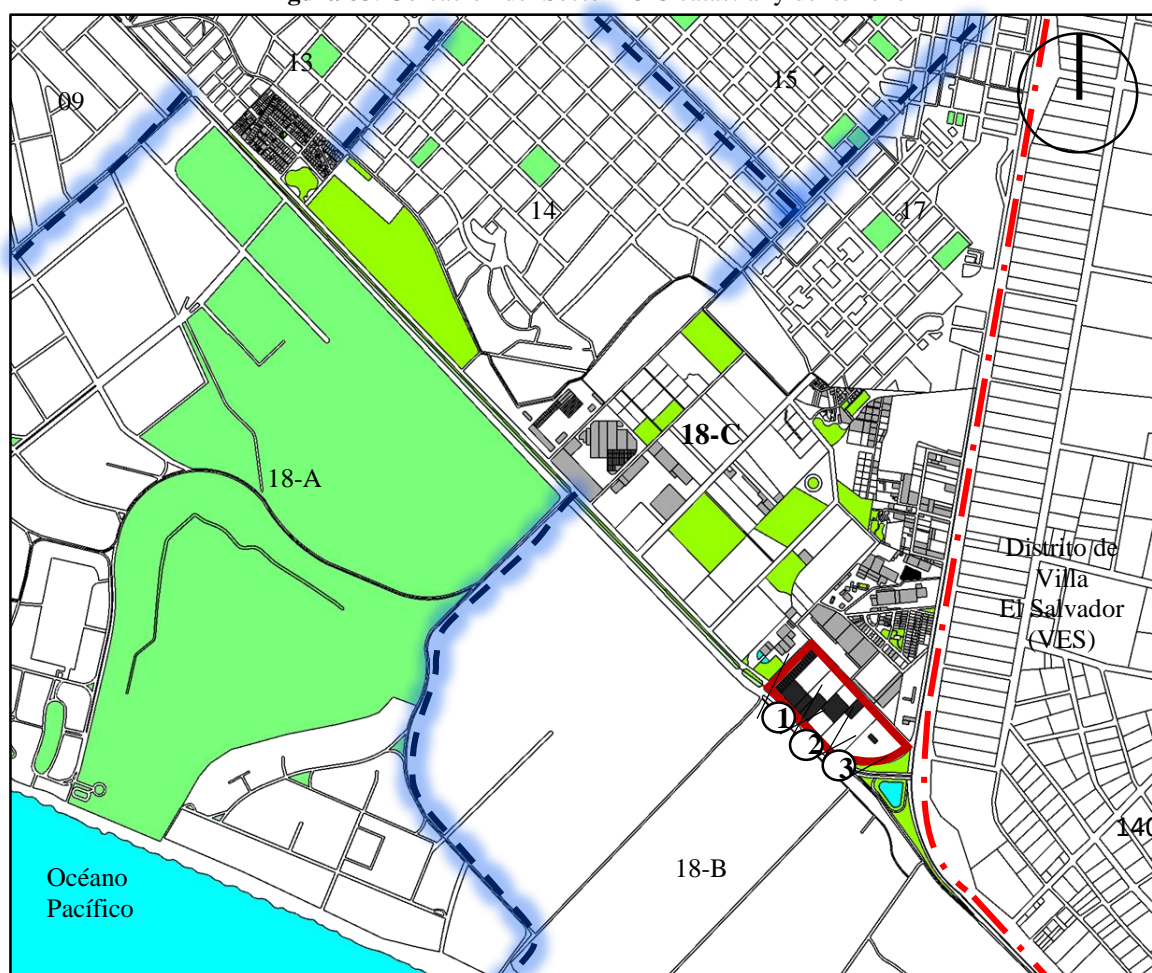 13
09
15
14
17
18-C
18-A
Distrito de
Villa
El Salvador
(VES)
1
2
3
140
18-B
Océano
Pacífico